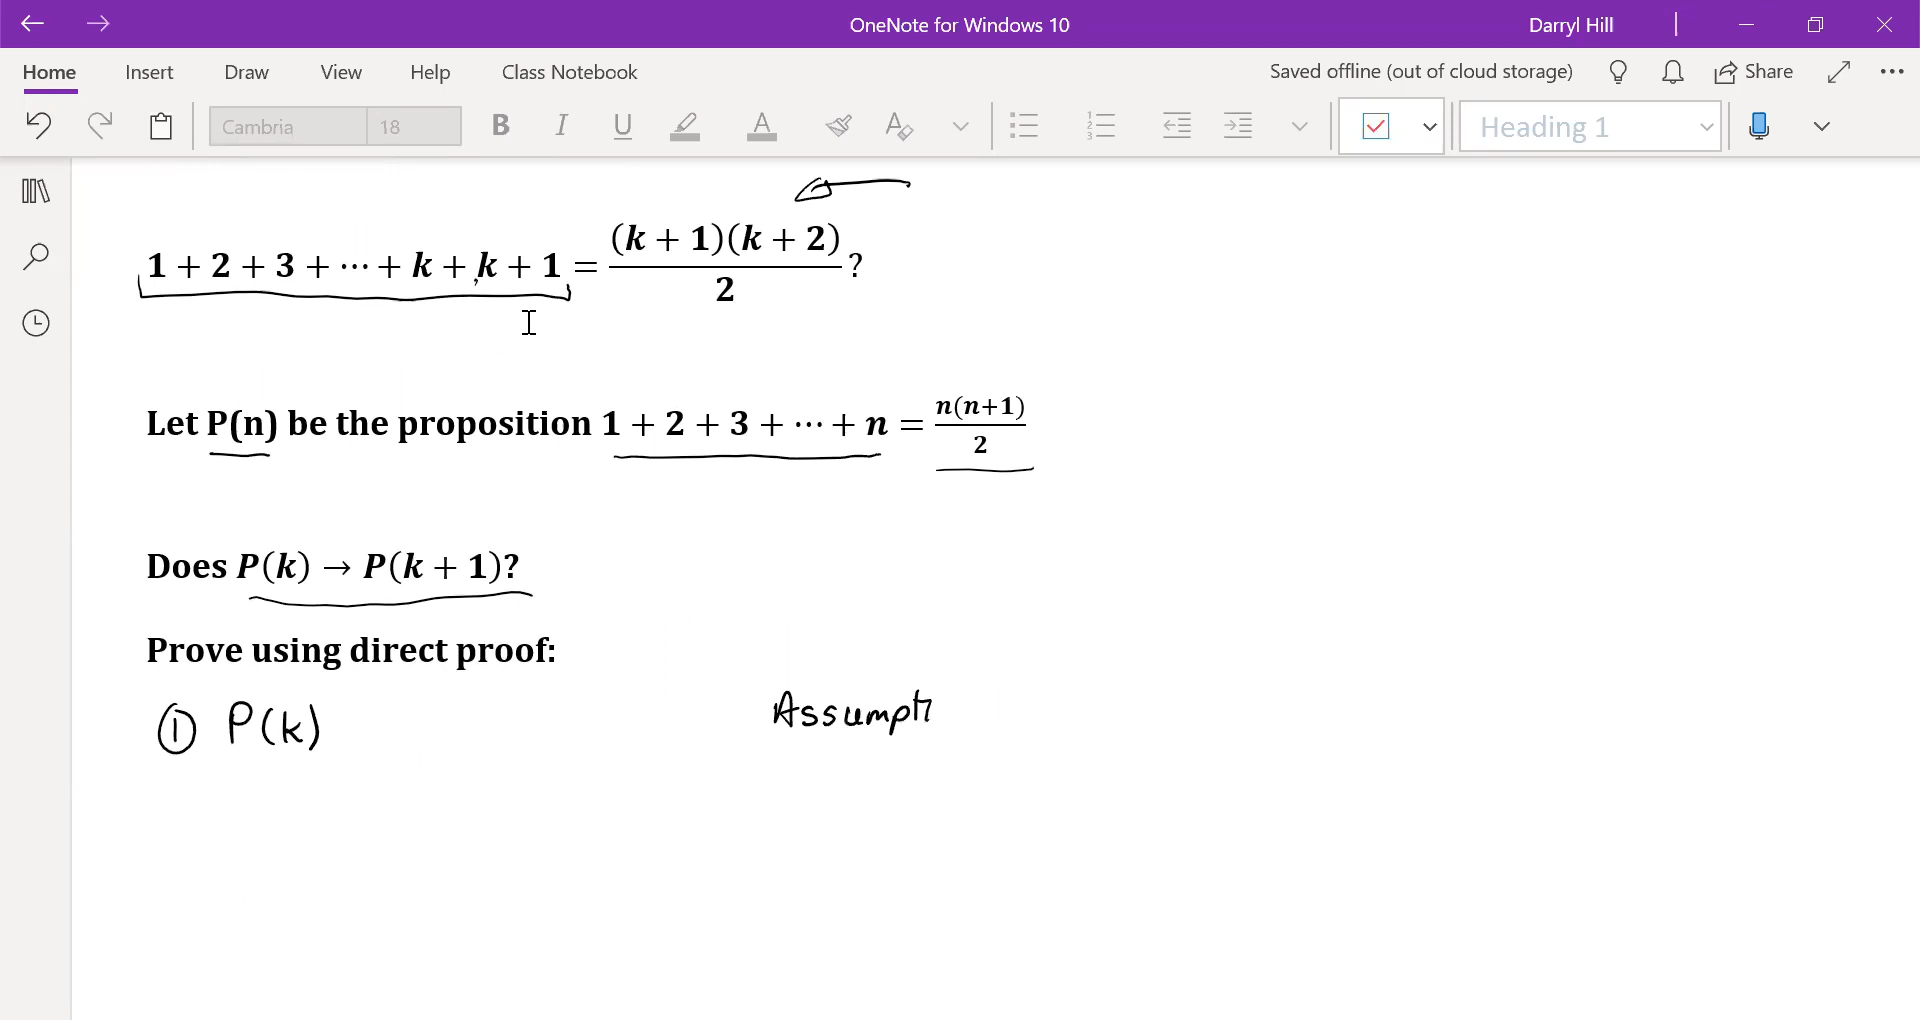 OneNote for Windows 10
Darryl Hill
Home Insert Draw View Help Class Notebook
Saved offline (out of cloud storage) Share
Cambria 18 B I U A A Heading 1
1 + 2 + 3 + ⋯ + k + k + 1 = (k + 1)(k + 2)/2 ?
Let P(n) be the proposition 1 + 2 + 3 + ⋯ + n = n(n+1)/2
Does P(k) → P(k + 1)?
Prove using direct proof:
① P(k) Assumpt